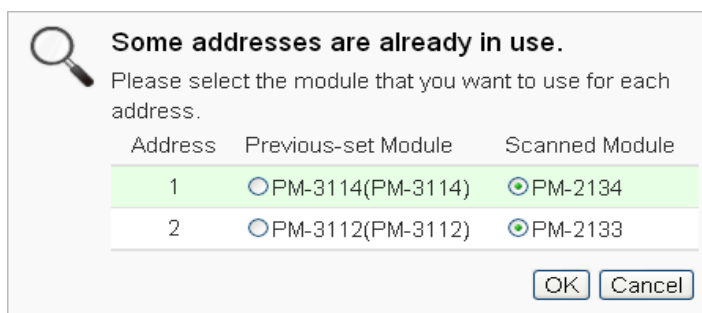 Some addresses are already in use.
Please select the module that you want to use for each
address.
Address Previous-set Module Scanned Module
1 PM-3114(PM-3114) PM-2134
2 PM-3112(PM-3112) PM-2133
OK Cancel